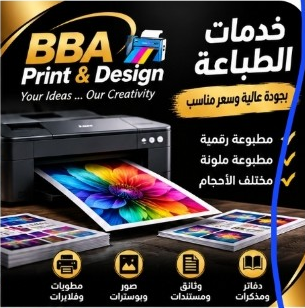 BBA
Print & Design
Your Ideas ... Our Creativity
خدمات
الطباعة
بجودة عالية وسعر مناسب
مطبوعة رقمية
مطبوعة ملونة
مختلف الأحجام
دفاتر
ومذكرات
وثائق
ومستندات
صور
وبوسترات
مطويات
وفلايرات